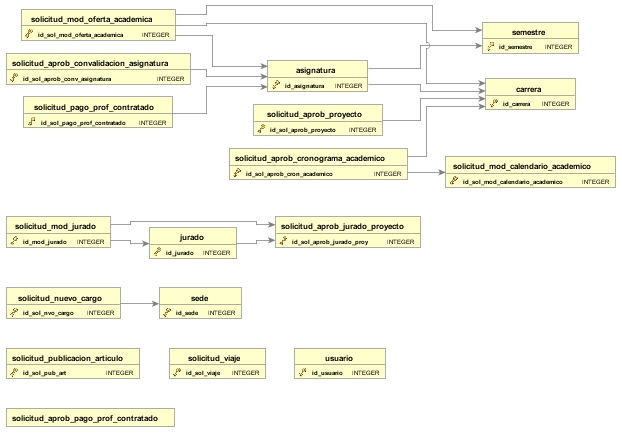 solicitud_mod_oferta_academica
id_sol_mod_oferta_academica INTEGER
semestre
id_semestre INTEGER
solicitud_aprob_convalidacion_asignatura
id_sol_aprob_conv_asignatura INTEGER
asignatura
id_asignatura INTEGER
carrera
id_carrera INTEGER
solicitud_pago_prof_contratado
id_sol_pago_prof_contratado INTEGER
solicitud_aprob_proyecto
id_sol_aprob_proyecto INTEGER
solicitud_aprob_cronograma_academico
id_sol_aprob_cron_academico INTEGER
solicitud_mod_calendario_academico
id_sol_mod_calendario_academico INTEGER
solicitud_mod_jurado
id_mod_jurado INTEGER
jurado
id_jurado INTEGER
solicitud_aprob_jurado_proyecto
id_sol_aprob_jurado_proy INTEGER
solicitud_nuevo_cargo
id_sol_nvo_cargo INTEGER
sede
id_sede INTEGER
solicitud_publicacion_articulo
id_sol_pub_art INTEGER
solicitud_viaje
id_sol_viaje INTEGER
usuario
id_usuario INTEGER
solicitud_aprob_pago_prof_contratado